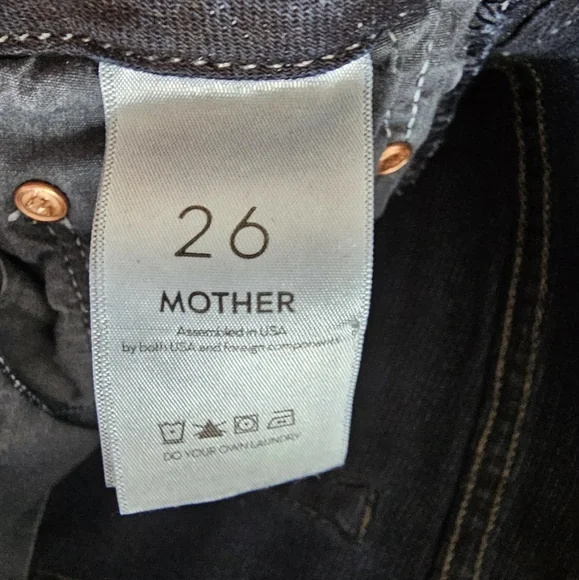 26
MOTHER
Assembled in USA
by both USA and foreign components
DO YOUR OWN LAUNDRY